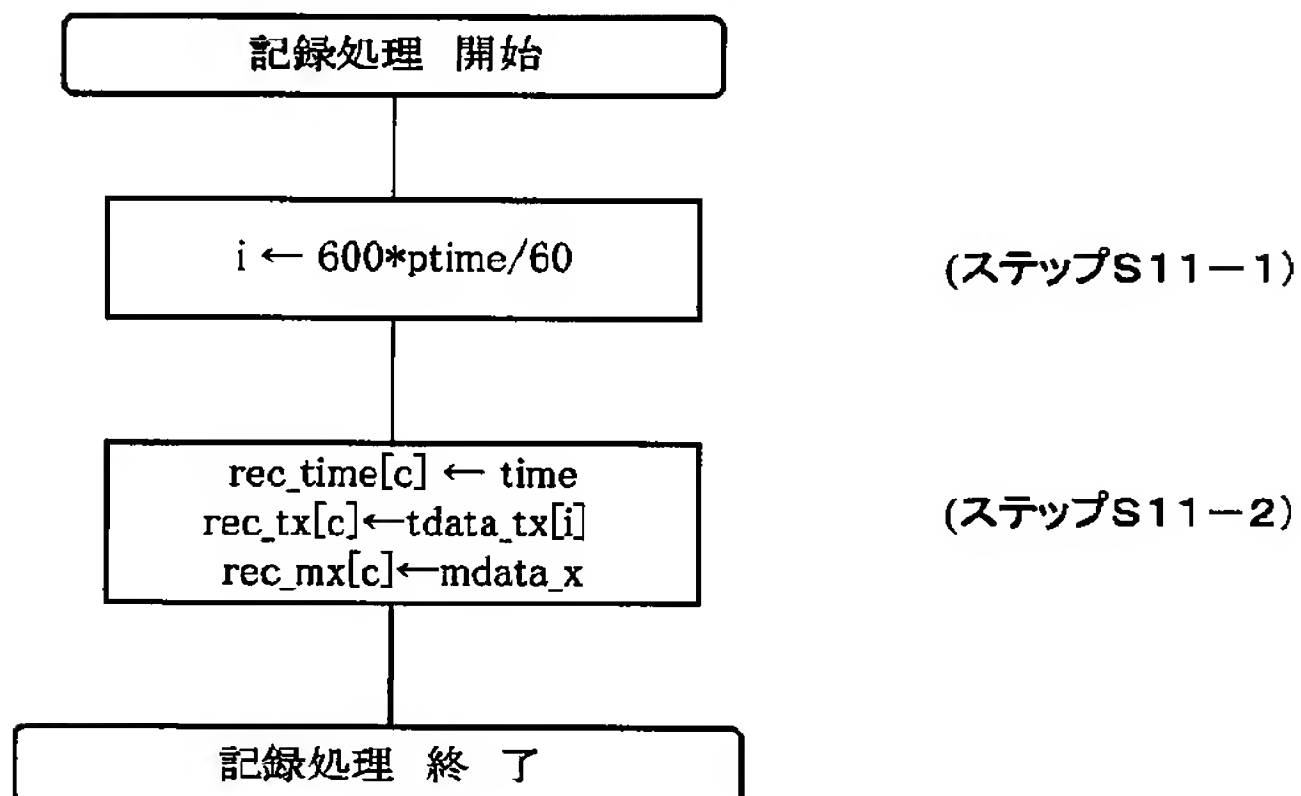 記録処理 開始
i ← 600*ptime/60
(ステップS11－1)
rec_time[c] ← time
rec_tx[c]←tdata_tx[i]
rec_mx[c]←mdata_x
(ステップS11－2)
記録処理 終 了